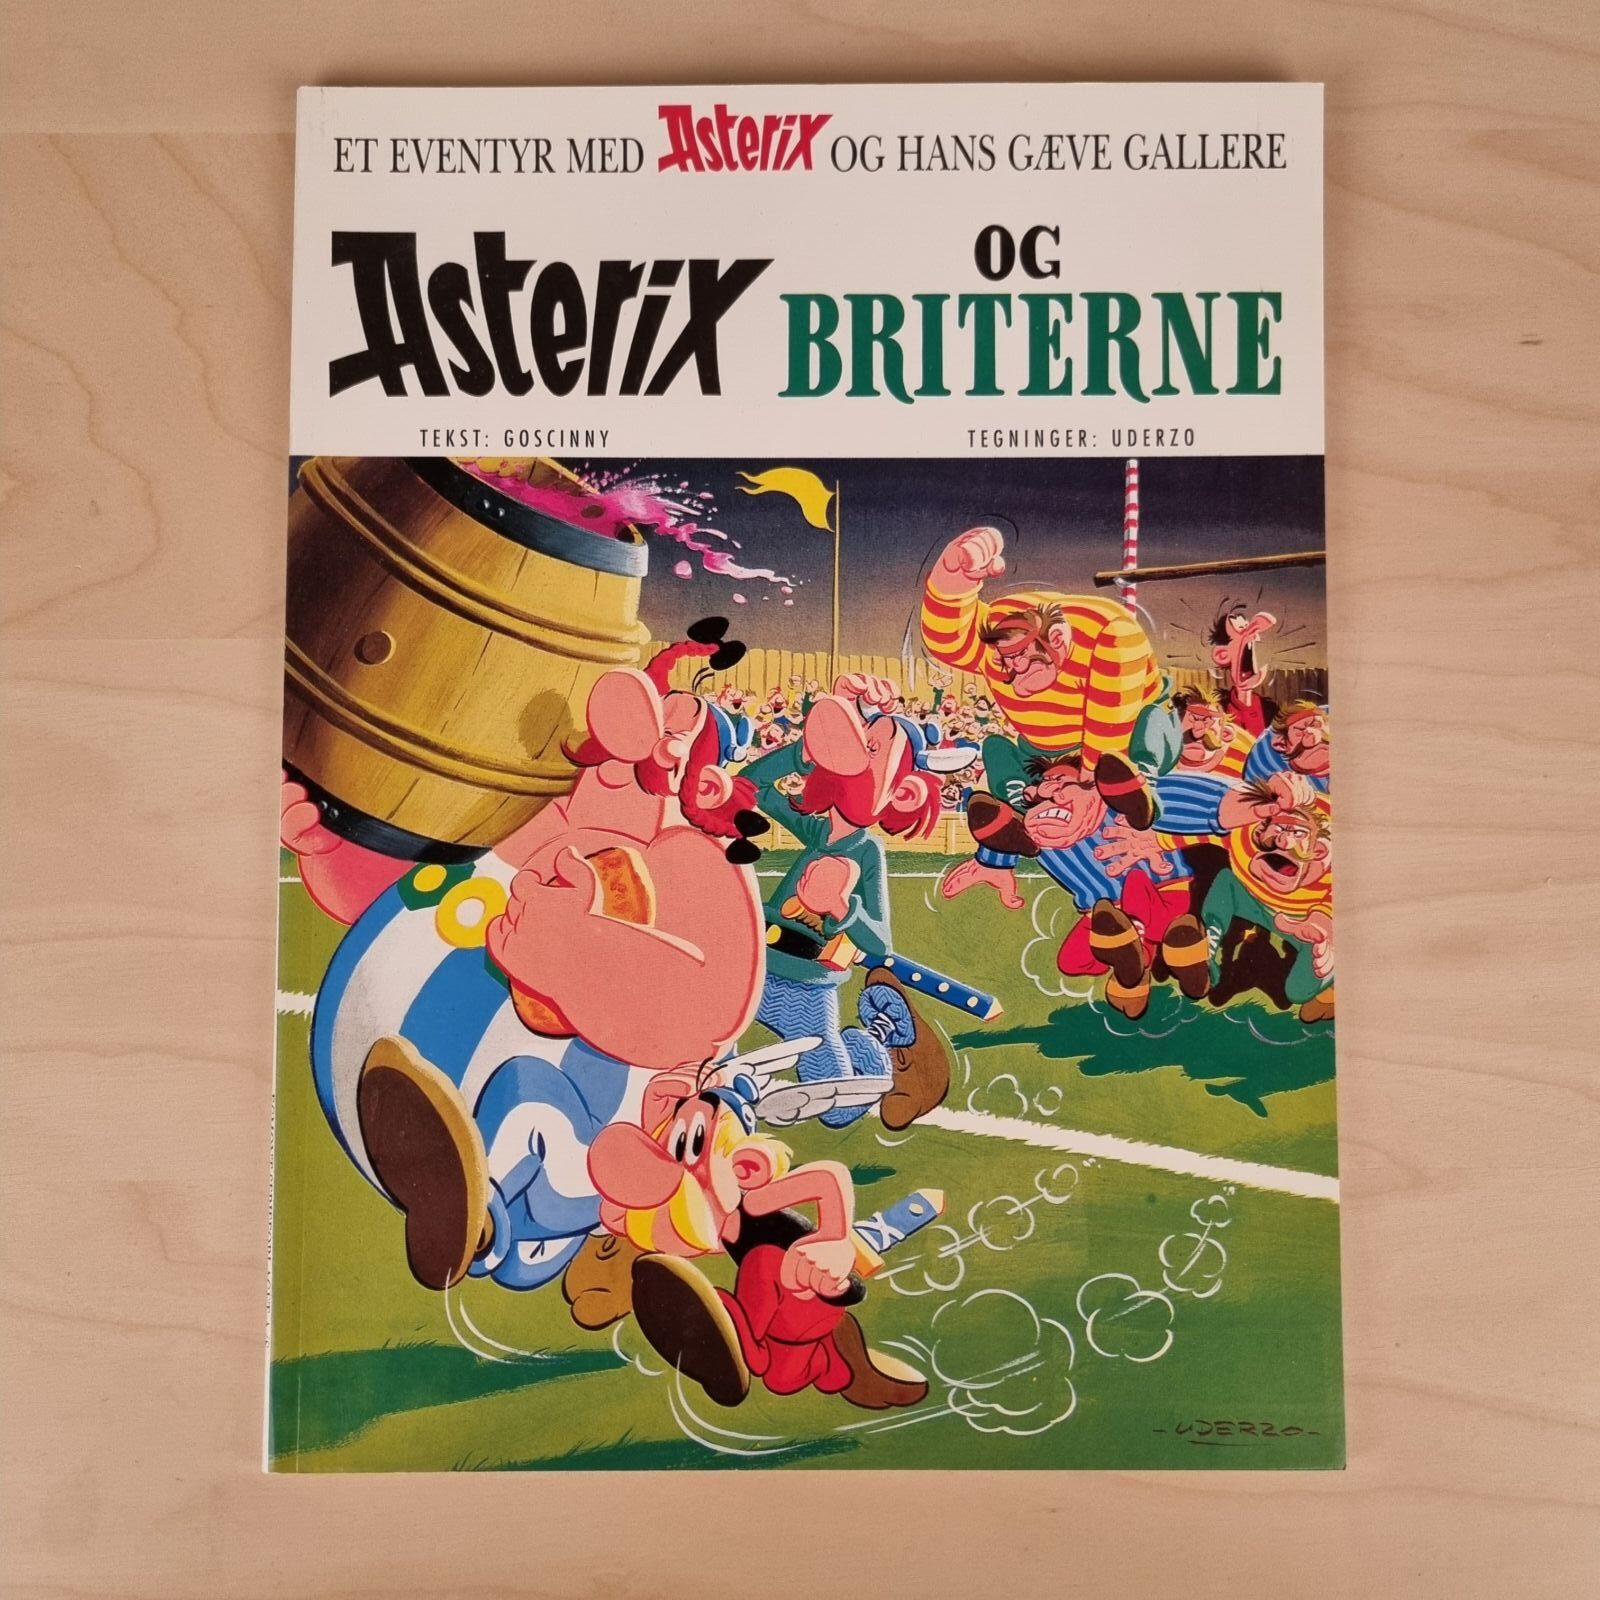 ET EVENTYR MED Asterix OG HANS GÆVE GALLERE
Asterix OG
BRITERNE
TEKST: GOSCINNY
TEGNINGER: UDERZO
-UDERZO-